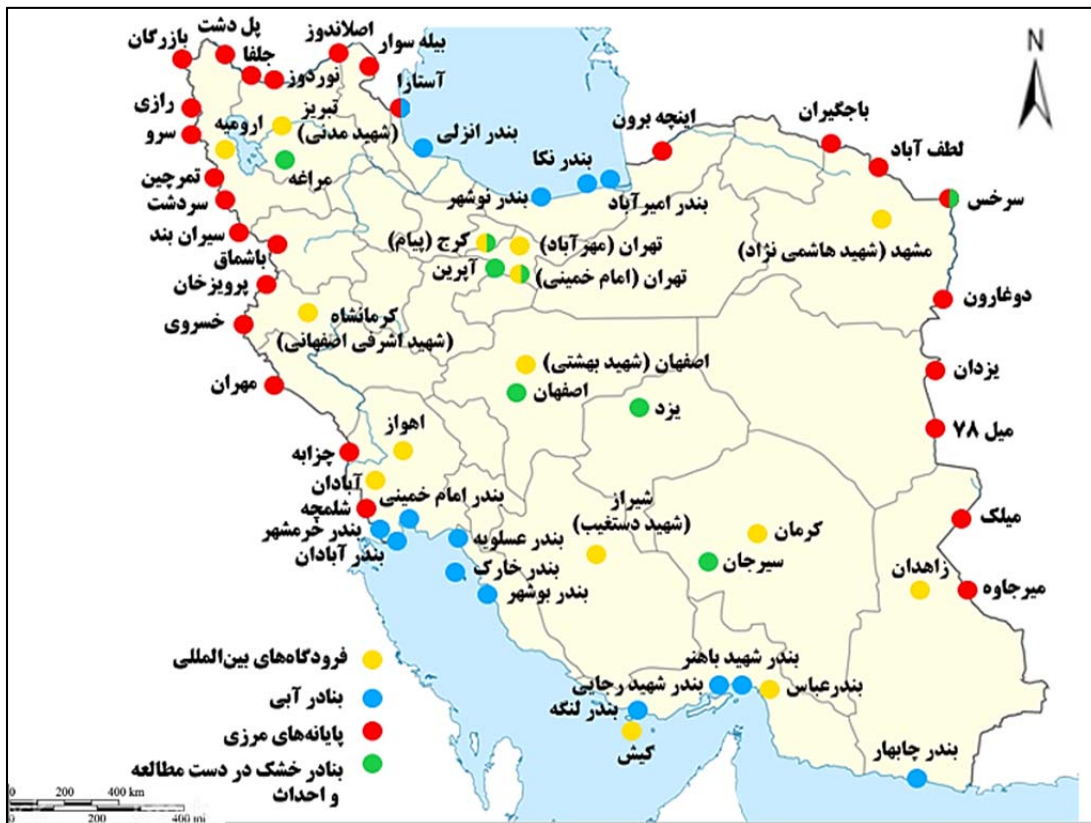 پل دشت
اصلاندوز
بازرگان
جلفا
بیله سوار
نوردوز
آستارا
رازی
ارومیه
تبریز
(شهید مدنی)
سرو
بندر انزلی
اینچه برون
باجگیران
لطف آباد
N
مراغه
بندر نکا
تمرچین
سردشت
بندر نوشهر
بندر امیرآباد
سرخس
سیران بند
کرج (پیام)
تهران (مهرآباد)
مشهد (شهید هاشمی نژاد)
باشماق
آپرین
تهران (امام خمینی)
پرویزخان
دوغارون
خسروی
کرمانشاه
(شهید اشرفی اصفهانی)
اصفهان (شهید بهشتی)
یزدان
مهران
اصفهان
یزد
میل ۷۸
اهواز
چزابه
آبادان
بندر امام خمینی
شیراز
(شهید دستغیب)
شلمچه
بندر خرمشهر
بندر آبادان
بندر عسلویه
کرمان
میلک
سیرجان
زاهدان
میرجاوه
بندر خارک
بندر بوشهر
بندر شهید باهنر
بندر شهید رجایی
بندرعباس
بندر لنگه
کیش
بندر چابهار
فرودگاه‌های بین‌المللی
بنادر آبی
پایانه‌های مرزی
بنادر خشک در دست مطالعه
و احداث
0 200 400 km
0 200 400 mi